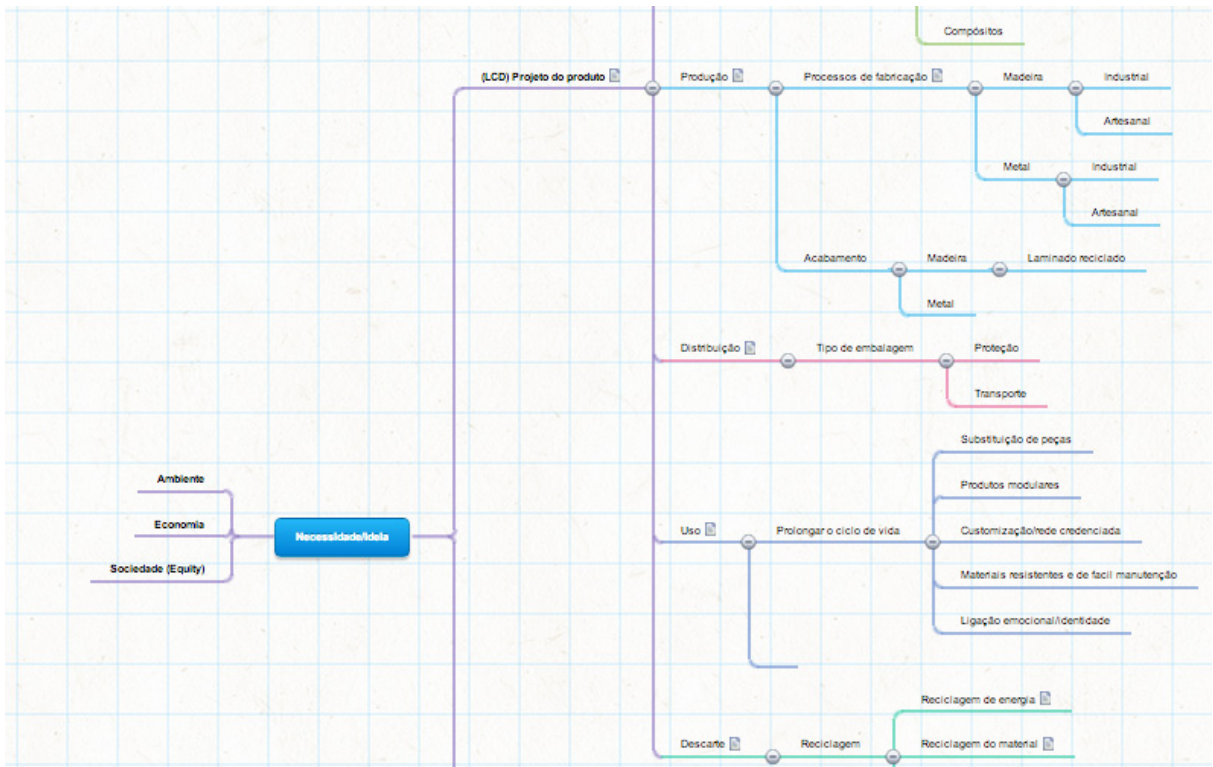 Compósitos
(LCD) Projeto do produto
Produção
Processos de fabricação
Madeira
Industrial
Artesanal
Metal
Industrial
Artesanal
Acabamento
Madeira
Laminado reciclado
Metal
Distribuição
Tipo de embalagem
Proteção
Transporte
Ambiente
Economia
Sociedade (Equity)
Necessidade/Ideia
Uso
Prolongar o ciclo de vida
Substituição de peças
Produtos modulares
Customização/rede credenciada
Materiais resistentes e de facil manutenção
Ligação emocional/identidade
Descarte
Reciclagem
Reciclagem de energia
Reciclagem do material